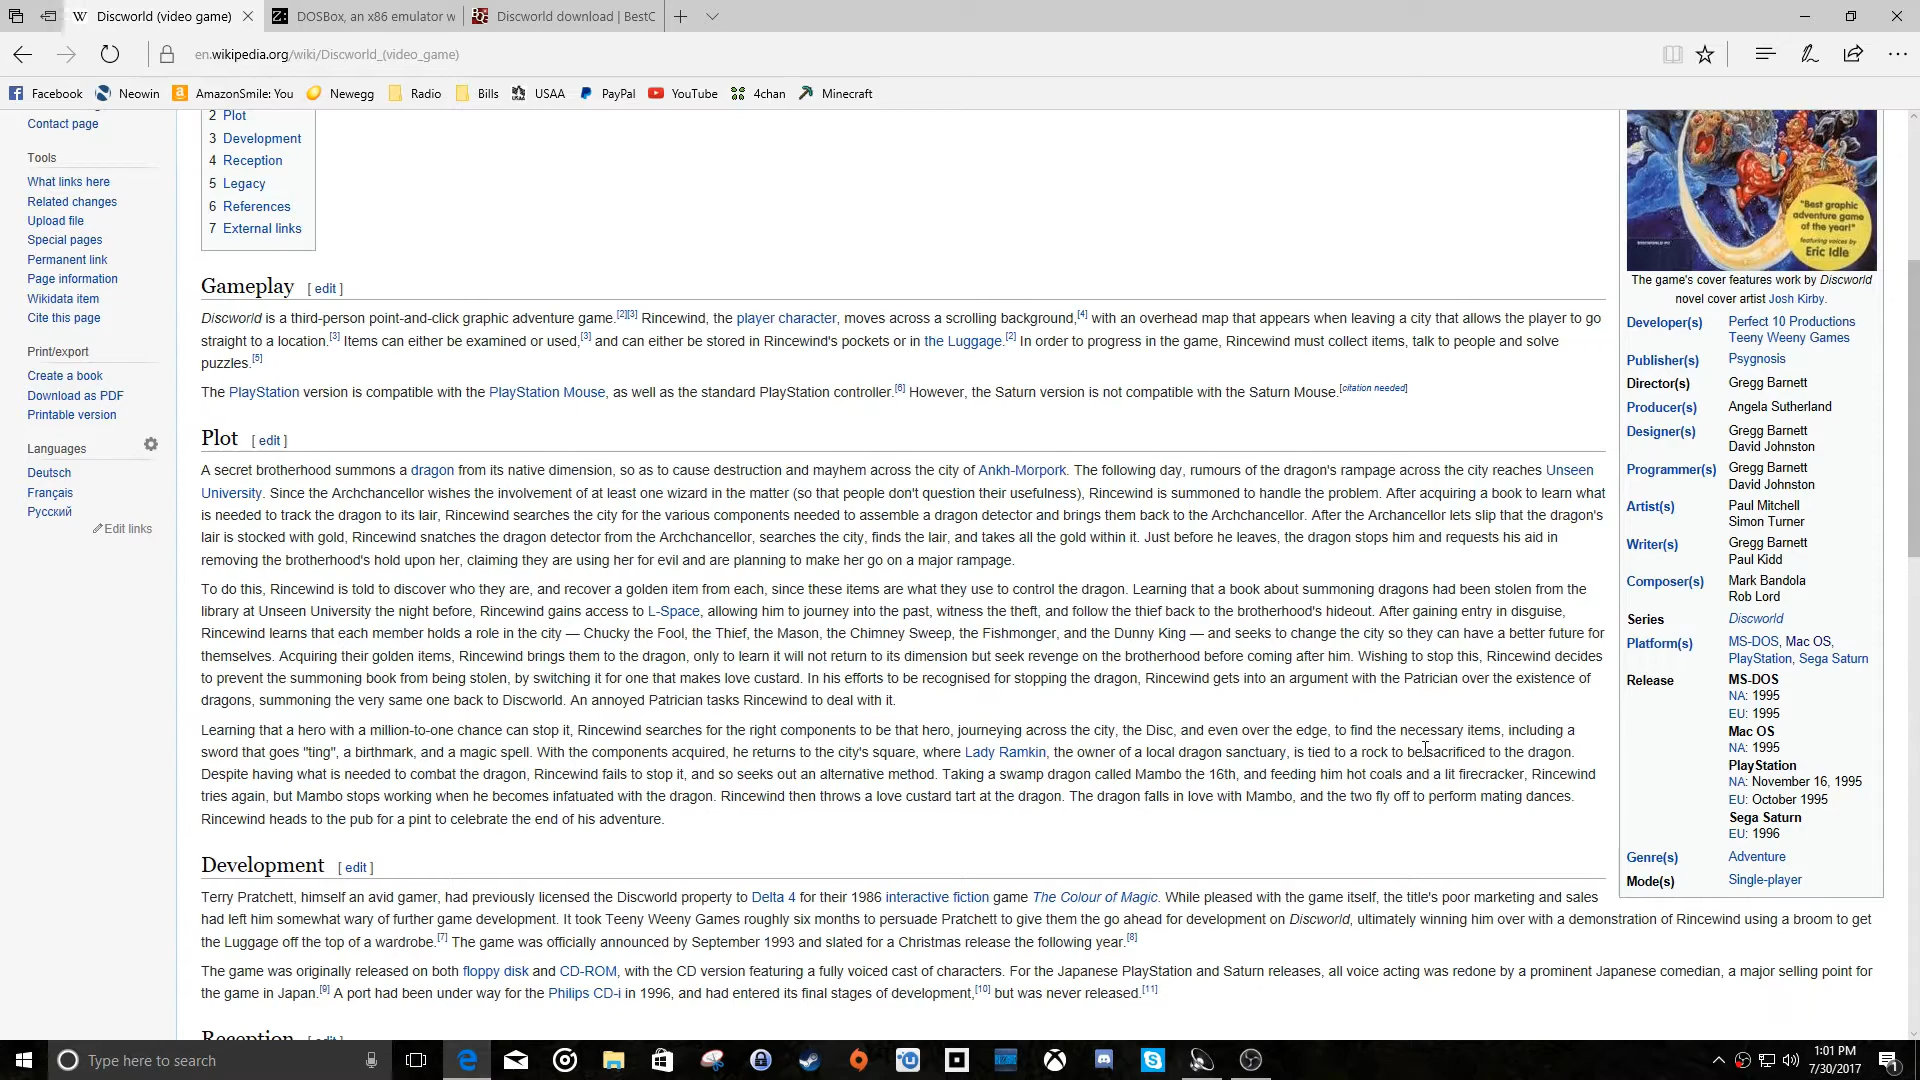 Discworld (video game)
DOSBox, an x86 emulator w
Discworld download | BestC
en.wikipedia.org/wiki/Discworld_(video_game)
Facebook
Neowin
AmazonSmile: You
Newegg
Radio
Bills
USAA
PayPal
YouTube
4chan
Minecraft
Contact page
Tools
What links here
Related changes
Upload file
Special pages
Permanent link
Page information
Wikidata item
Cite this page
Print/export
Create a book
Download as PDF
Printable version
Languages
Deutsch
Français
Русский
Edit links
2 Plot
3 Development
4 Reception
5 Legacy
6 References
7 External links
Gameplay [ edit ]
Discworld is a third-person point-and-click graphic adventure game.[2][3] Rincewind, the player character, moves across a scrolling background,[4] with an overhead map that appears when leaving a city that allows the player to go
straight to a location.[3] Items can either be examined or used,[3] and can either be stored in Rincewind's pockets or in the Luggage.[2] In order to progress in the game, Rincewind must collect items, talk to people and solve
puzzles.[5]
The PlayStation version is compatible with the PlayStation Mouse, as well as the standard PlayStation controller.[6] However, the Saturn version is not compatible with the Saturn Mouse.[citation needed]
Plot [ edit ]
A secret brotherhood summons a dragon from its native dimension, so as to cause destruction and mayhem across the city of Ankh-Morpork. The following day, rumours of the dragon's rampage across the city reaches Unseen
University. Since the Archchancellor wishes the involvement of at least one wizard in the matter (so that people don't question their usefulness), Rincewind is summoned to handle the problem. After acquiring a book to learn what
is needed to track the dragon to its lair, Rincewind searches the city for the various components needed to assemble a dragon detector and brings them back to the Archchancellor. After the Archancellor lets slip that the dragon's
lair is stocked with gold, Rincewind snatches the dragon detector from the Archchancellor, searches the city, finds the lair, and takes all the gold within it. Just before he leaves, the dragon stops him and requests his aid in
removing the brotherhood's hold upon her, claiming they are using her for evil and are planning to make her go on a major rampage.
To do this, Rincewind is told to discover who they are, and recover a golden item from each, since these items are what they use to control the dragon. Learning that a book about summoning dragons had been stolen from the
library at Unseen University the night before, Rincewind gains access to L-Space, allowing him to journey into the past, witness the theft, and follow the thief back to the brotherhood's hideout. After gaining entry in disguise,
Rincewind learns that each member holds a role in the city — Chucky the Fool, the Thief, the Mason, the Chimney Sweep, the Fishmonger, and the Dunny King — and seeks to change the city so they can have a better future for
themselves. Acquiring their golden items, Rincewind brings them to the dragon, only to learn it will not return to its dimension but seek revenge on the brotherhood before coming after him. Wishing to stop this, Rincewind decides
to prevent the summoning book from being stolen, by switching it for one that makes love custard. In his efforts to be recognised for stopping the dragon, Rincewind gets into an argument with the Patrician over the existence of
dragons, summoning the very same one back to Discworld. An annoyed Patrician tasks Rincewind to deal with it.
Learning that a hero with a million-to-one chance can stop it, Rincewind searches for the right components to be that hero, journeying across the city, the Disc, and even over the edge, to find the necessary items, including a
sword that goes "ting", a birthmark, and a magic spell. With the components acquired, he returns to the city's square, where Lady Ramkin, the owner of a local dragon sanctuary, is tied to a rock to be sacrificed to the dragon.
Despite having what is needed to combat the dragon, Rincewind fails to stop it, and so seeks out an alternative method. Taking a swamp dragon called Mambo the 16th, and feeding him hot coals and a lit firecracker, Rincewind
tries again, but Mambo stops working when he becomes infatuated with the dragon. Rincewind then throws a love custard tart at the dragon. The dragon falls in love with Mambo, and the two fly off to perform mating dances.
Rincewind heads to the pub for a pint to celebrate the end of his adventure.
Development [ edit ]
Terry Pratchett, himself an avid gamer, had previously licensed the Discworld property to Delta 4 for their 1986 interactive fiction game The Colour of Magic. While pleased with the game itself, the title's poor marketing and sales
had left him somewhat wary of further game development. It took Teeny Weeny Games roughly six months to persuade Pratchett to give them the go ahead for development on Discworld, ultimately winning him over with a demonstration of Rincewind using a broom to get
the Luggage off the top of a wardrobe.[7] The game was officially announced by September 1993 and slated for a Christmas release the following year.[8]
The game was originally released on both floppy disk and CD-ROM, with the CD version featuring a fully voiced cast of characters. For the Japanese PlayStation and Saturn releases, all voice acting was redone by a prominent Japanese comedian, a major selling point for
the game in Japan.[9] A port had been under way for the Philips CD-i in 1996, and had entered its final stages of development,[10] but was never released.[11]
Reception [ edit ]
"Best graphic
adventure game
of the year!"
featuring voices by
Eric Idle
The game's cover features work by Discworld
novel cover artist Josh Kirby.
Developer(s) Perfect 10 Productions
Teeny Weeny Games
Publisher(s) Psygnosis
Director(s) Gregg Barnett
Producer(s) Angela Sutherland
Designer(s) Gregg Barnett
David Johnston
Programmer(s) Gregg Barnett
David Johnston
Artist(s) Paul Mitchell
Simon Turner
Writer(s) Gregg Barnett
Paul Kidd
Composer(s) Mark Bandola
Rob Lord
Series Discworld
Platform(s) MS-DOS, Mac OS,
PlayStation, Sega Saturn
Release MS-DOS
NA: 1995
EU: 1995
Mac OS
NA: 1995
PlayStation
NA: November 16, 1995
EU: October 1995
Sega Saturn
EU: 1996
Genre(s) Adventure
Mode(s) Single-player
Type here to search
1:01 PM
7/30/2017